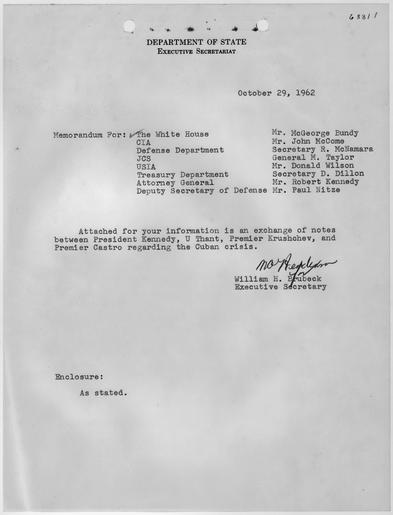 63811
DEPARTMENT OF STATE
EXECUTIVE SECRETARIAT
October 29, 1962
Memorandum For: The White House Mr. McGeorge Bundy
CIA Mr. John McCome
Defense Department Secretary R. McNamara
JCS General M. Taylor
USIA Mr. Donald Wilson
Treasury Department Secretary D. Dillon
Attorney General Mr. Robert Kennedy
Deputy Secretary of Defense Mr. Paul Nitze
Attached for your information is an exchange of notes
between President Kennedy, U Thant, Premier Krushchev, and
Premier Castro regarding the Cuban crisis.
William H. Brubeck
Executive Secretary
Enclosure:
As stated.